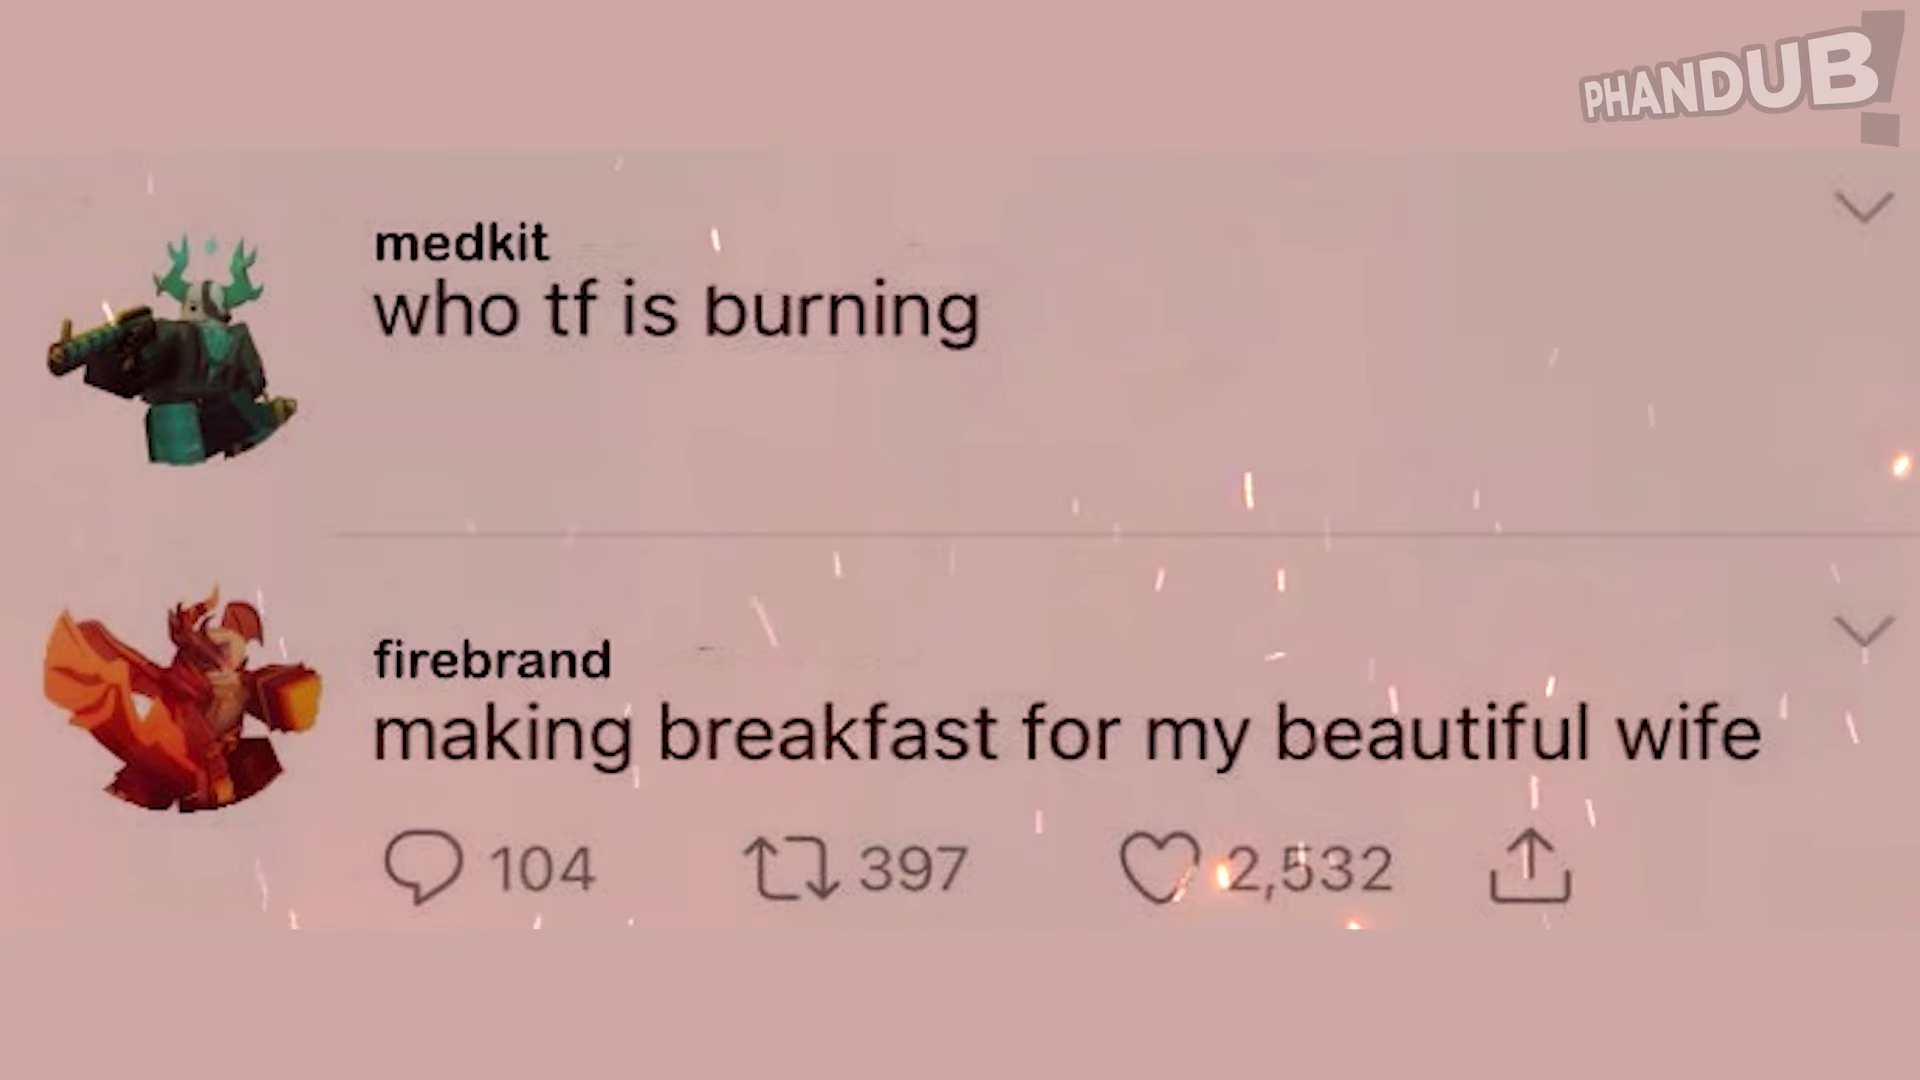 PHANDUB!
medkit
who tf is burning
firebrand
making breakfast for my beautiful wife
104 397 2,532